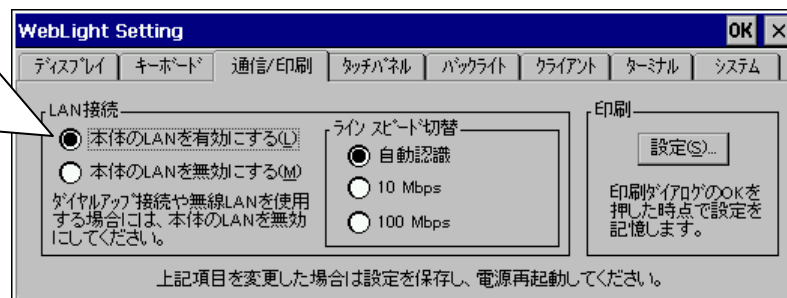 WebLight Setting
OK ×
ﾃﾞｨｽﾌﾟﾚｲ ｷｰﾎﾞｰﾄﾞ 通信/印刷 ﾀｯﾁﾊﾟﾈﾙ ﾊﾞｯｸﾗｲﾄ ｸﾗｲｱﾝﾄ ﾀｰﾐﾅﾙ ｼｽﾃﾑ
LAN接続
本体のLANを有効にする(L)
本体のLANを無効にする(M)
ﾀﾞｲﾔﾙｱｯﾌﾟ接続や無線LANを使用
する場合には、本体のLANを無効
にしてください。
ﾗｲﾝ ｽﾋﾟｰﾄﾞ切替
自動認識
10 Mbps
100 Mbps
印刷
設定(S)...
印刷ﾀﾞｲｱﾛｸﾞのOKを
押した時点で設定を
記憶します。
上記項目を変更した場合は設定を保存し、電源再起動してください。